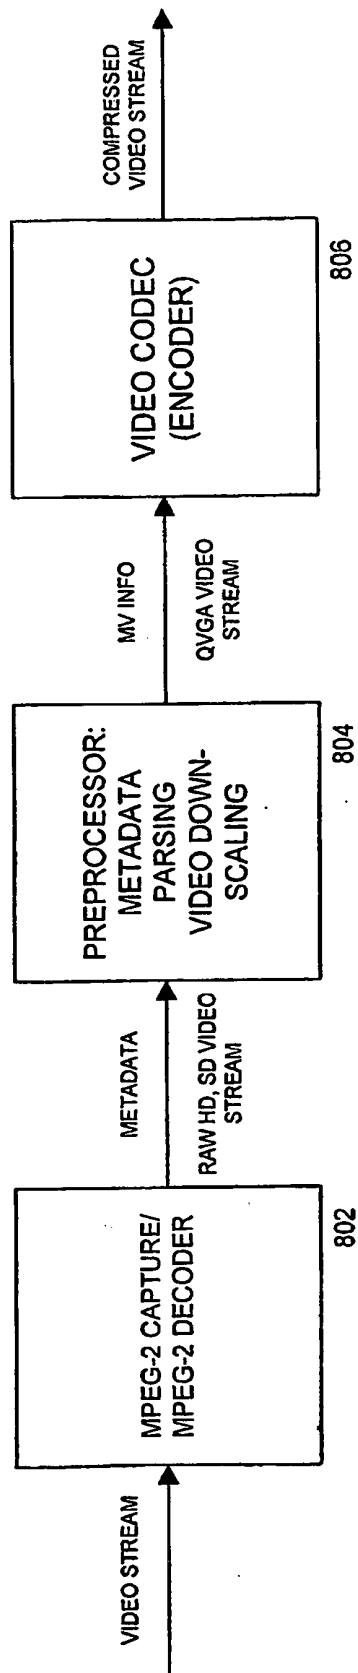 VIDEO STREAM
MPEG-2 CAPTURE/
MPEG-2 DECODER
802
METADATA
RAW HD, SD VIDEO
STREAM
PREPROCESSOR:
METADATA
PARSING
VIDEO DOWN-
SCALING
804
MV INFO
QVGA VIDEO
STREAM
VIDEO CODEC
(ENCODER)
806
COMPRESSED
VIDEO STREAM